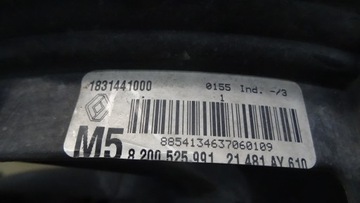 1831441000
0155 Ind. -/3
1
8854134637060109
M5
8 200 525 991 21 481 AY 610